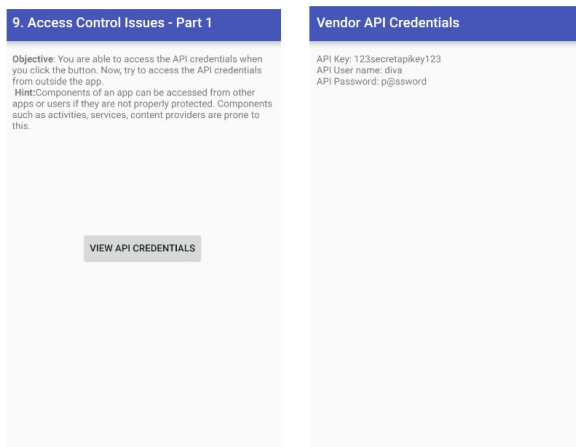 9. Access Control Issues - Part 1
Objective: You are able to access the API credentials when
you click the button. Now, try to access the API credentials
from outside the app.
Hint:Components of an app can be accessed from other
apps or users if they are not properly protected. Components
such as activities, services, content providers are prone to
this.
VIEW API CREDENTIALS
Vendor API Credentials
API Key: 123secretapikey123
API User name: diva
API Password: p@ssword